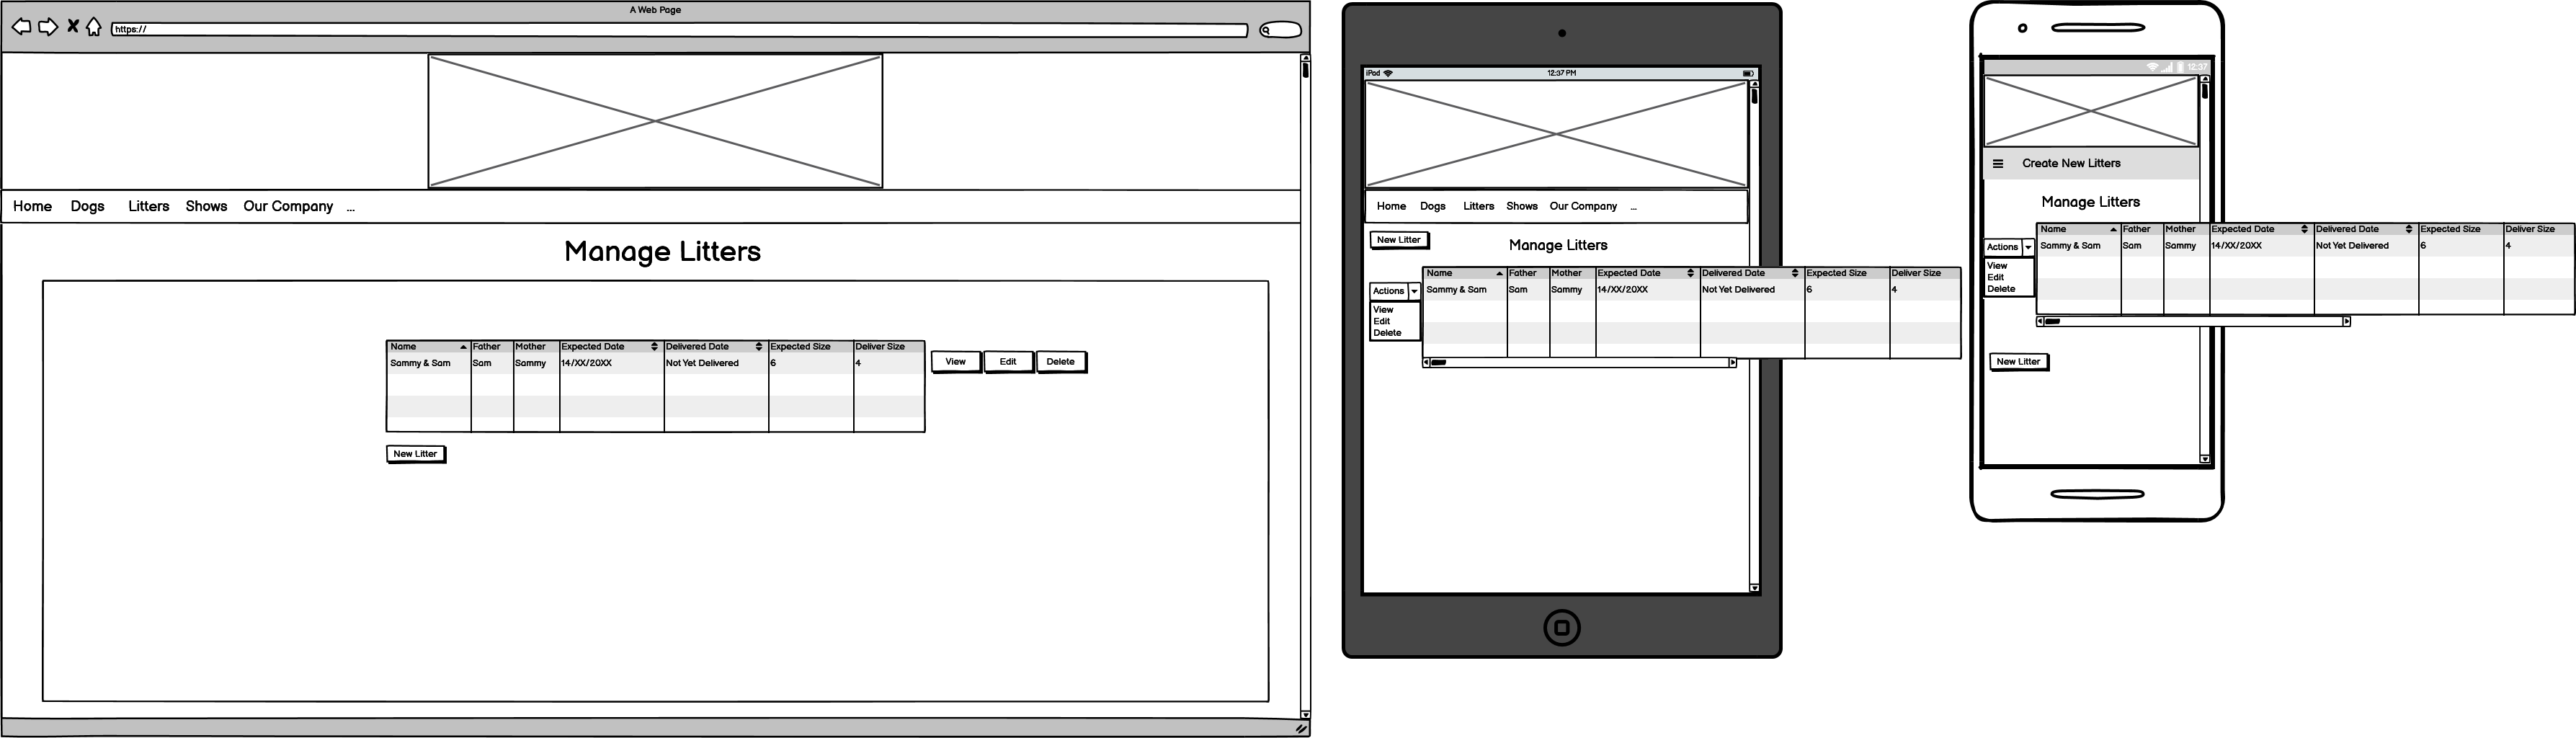 A Web Page
https://
Home Dogs Litters Shows Our Company ...
Manage Litters
Name Father Mother Expected Date Delivered Date Expected Size Deliver Size
Sammy & Sam Sam Sammy 14/XX/20XX Not Yet Delivered 6 4
View Edit Delete
New Litter
iPad 12:37 PM
Home Dogs Litters Shows Our Company ...
New Litter
Manage Litters
Name Father Mother Expected Date Delivered Date Expected Size Deliver Size
Actions
Sammy & Sam Sam Sammy 14/XX/20XX Not Yet Delivered 6 4
View
Edit
Delete
12:37
Create New Litters
Manage Litters
Name Father Mother Expected Date Delivered Date Expected Size Deliver Size
Actions
Sammy & Sam Sam Sammy 14/XX/20XX Not Yet Delivered 6 4
View
Edit
Delete
New Litter